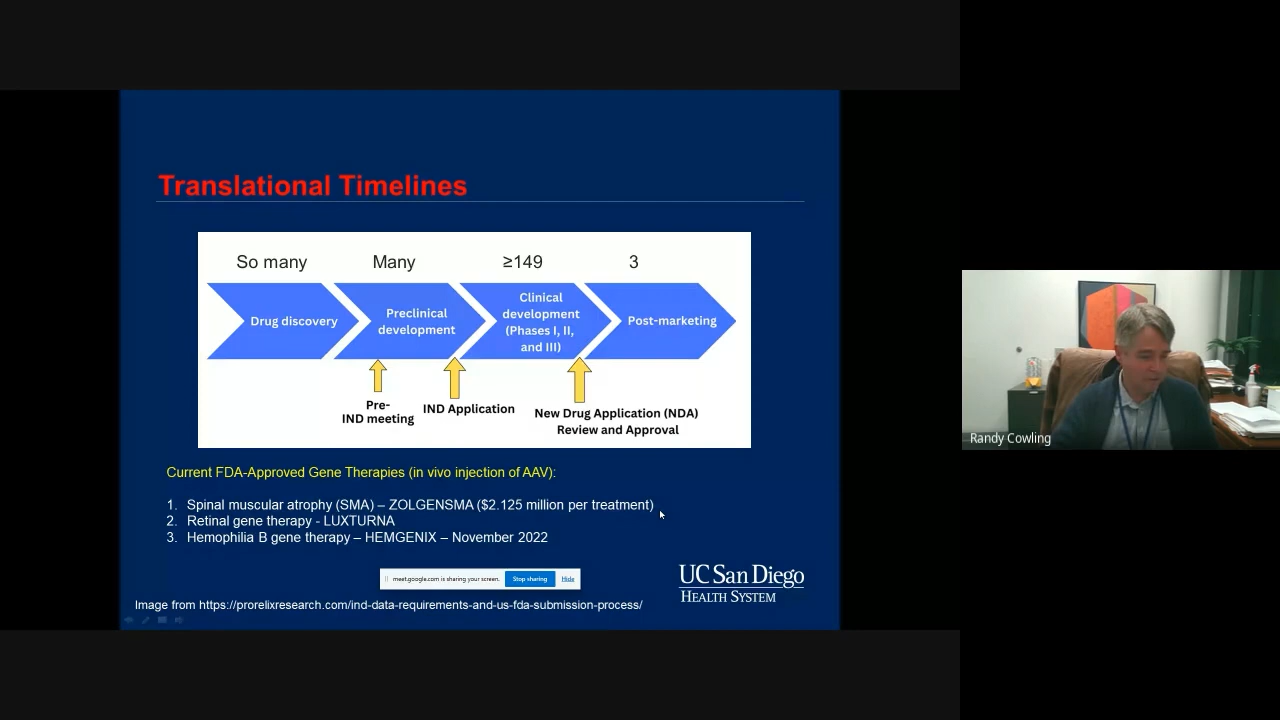 Translational Timelines
So many Many ≥149 3
Drug discovery
Preclinical
development
Clinical
development
(Phases I, II,
and III)
Post-marketing
Pre-
IND meeting
IND Application
New Drug Application (NDA)
Review and Approval
Current FDA-Approved Gene Therapies (in vivo injection of AAV):
1. Spinal muscular atrophy (SMA) – ZOLGENSMA ($2.125 million per treatment)
2. Retinal gene therapy - LUXTURNA
3. Hemophilia B gene therapy – HEMGENIX – November 2022
meet.google.com is sharing your screen. Stop sharing Hide
UC San Diego
HEALTH SYSTEM
Image from https://prorelixresearch.com/ind-data-requirements-and-us-fda-submission-process/
Randy Cowling